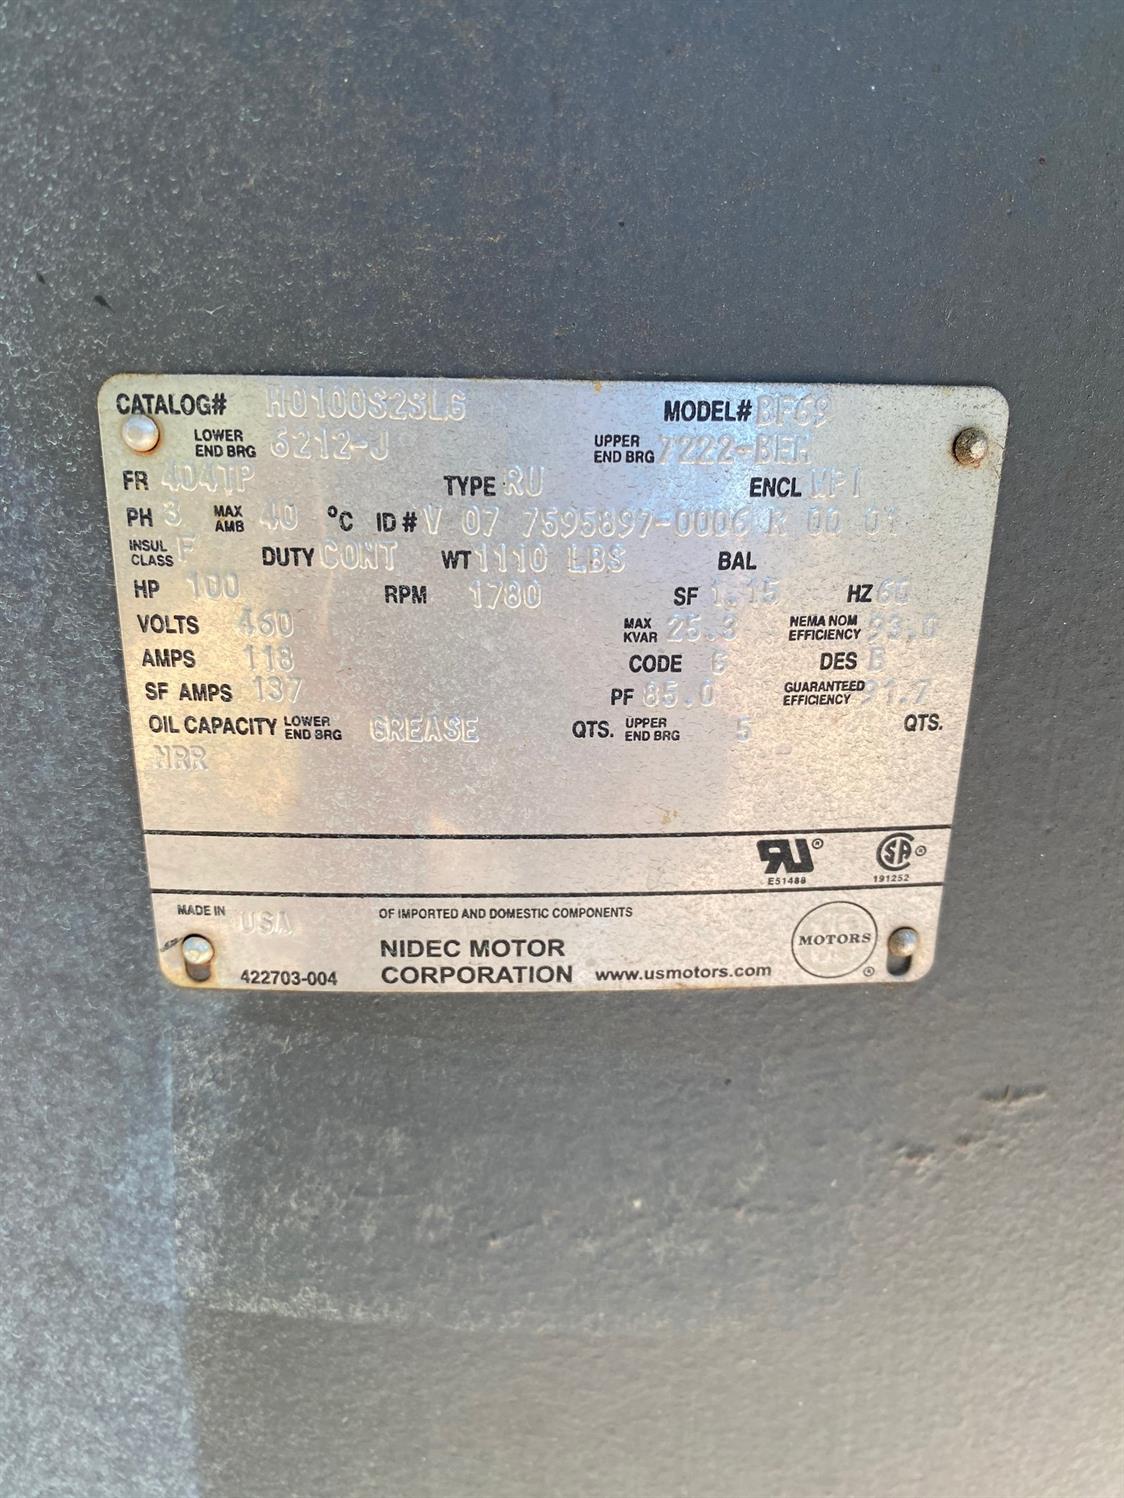 CATALOG# HO100S2SLG MODEL# BF69
LOWER END BRG 6212-J UPPER END BRG 7222-BEM
FR 404TP TYPE RU ENCL WP1
PH 3 MAX AMB 40 °C ID# V 07 7595897-0006 R 00 01
INSUL CLASS F DUTY CONT WT 1110 LBS BAL
HP 100 RPM 1780 SF 1.15 HZ 60
VOLTS 460 MAX KVAR 25.3 NEMA NOM EFFICIENCY 93.0
AMPS 118 CODE G DES B
SF AMPS 137 PF 85.0 GUARANTEED EFFICIENCY 91.7
OIL CAPACITY LOWER END BRG GREASE QTS. UPPER END BRG 5 QTS.
NRR
RU ®
E51488
SA ®
191252
MADE IN USA OF IMPORTED AND DOMESTIC COMPONENTS
NIDEC MOTOR
422703-004 CORPORATION www.usmotors.com
MOTORS ®